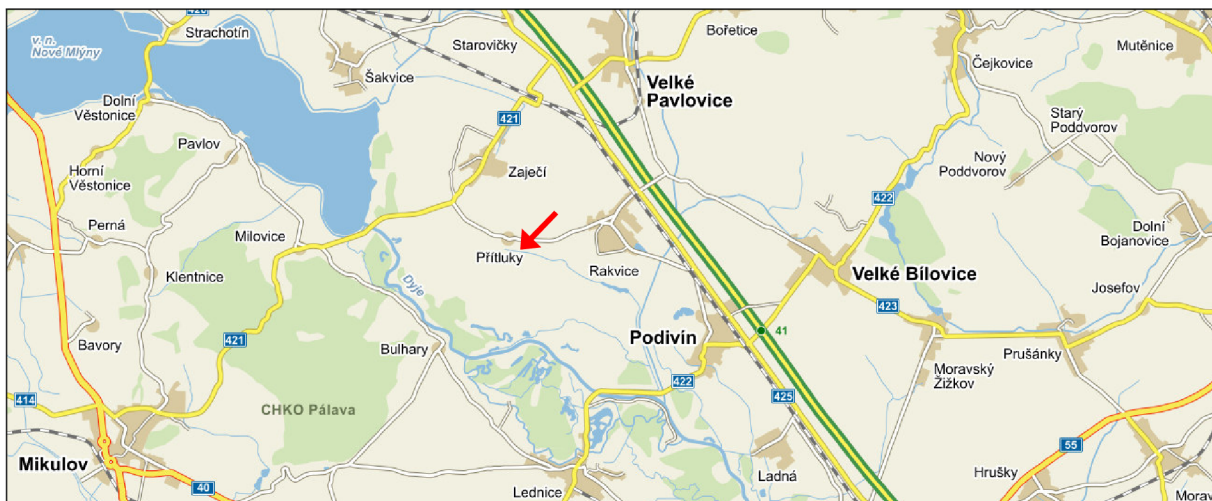 426
v. n.
Nové Mlýny
Strachotín
Šakvice
Starovičky
Bořetice
Velké
Pavlovice
Čejkovice
Mutěnice
Dolní
Věstonice
Pavlov
421
Zaječí
Starý
Poddvorov
Nový
Poddvorov
Horní
Věstonice
Perná
Milovice
Klentnice
Přítluky
Rakvice
422
Dolní
Bojanovice
Velké Bílovice
Dyje
Josefov
423
41
Podivín
421
Bavory
Bulhary
Prušánky
Moravský
Žižkov
422
425
414
CHKO Pálava
55
Mikulov
40
Lednice
Ladná
Hrušky
Morav